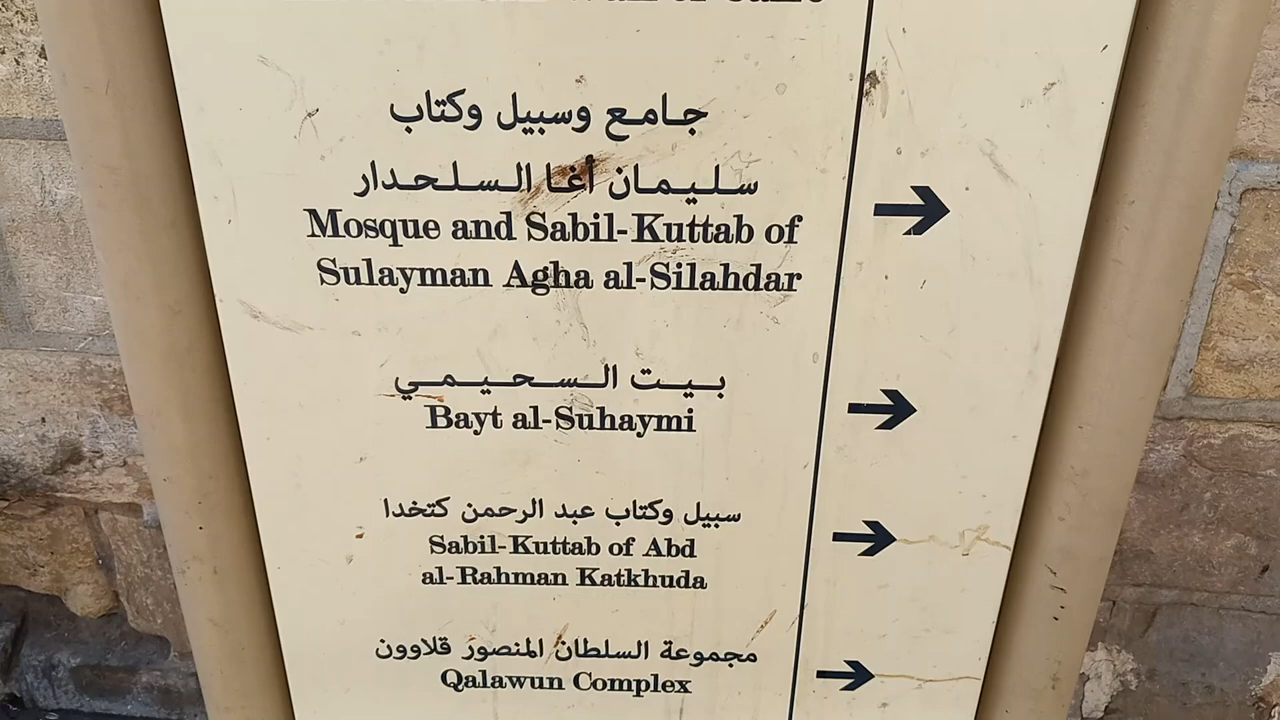 جامع وسبيل وكتاب
سليمان أغا السلحدار
Mosque and Sabil-Kuttab of
Sulayman Agha al-Silahdar
بيت السحيمي
Bayt al-Suhaymi
سبيل وكتاب عبد الرحمن كتخدا
Sabil-Kuttab of Abd
al-Rahman Katkhuda
مجموعة السلطان المنصور قلاوون
Qalawun Complex